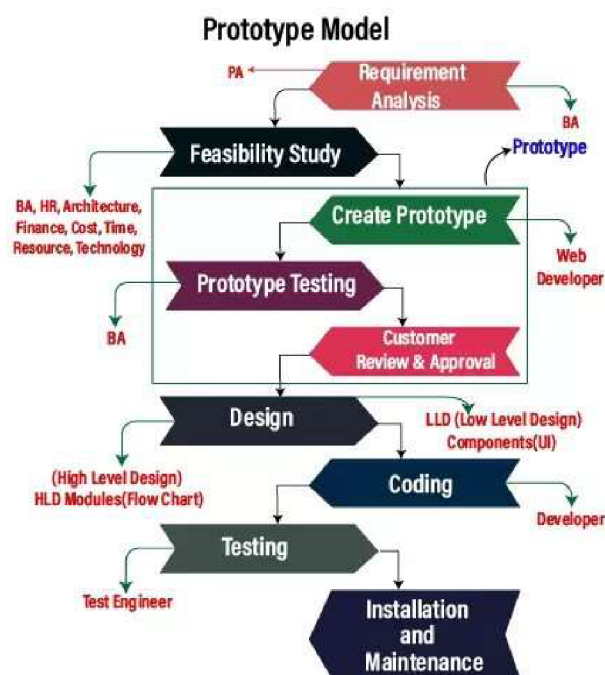 Prototype Model
PA
Requirement
Analysis
BA
Prototype
Feasibility Study
BA, HR, Architecture,
Finance, Cost, Time,
Resource, Technology
Create Prototype
Web
Developer
Prototype Testing
BA
Customer
Review & Approval
Design
LLD (Low Level Design)
Components(UI)
(High Level Design)
HLD Modules(Flow Chart)
Coding
Developer
Testing
Test Engineer
Installation
and
Maintenance